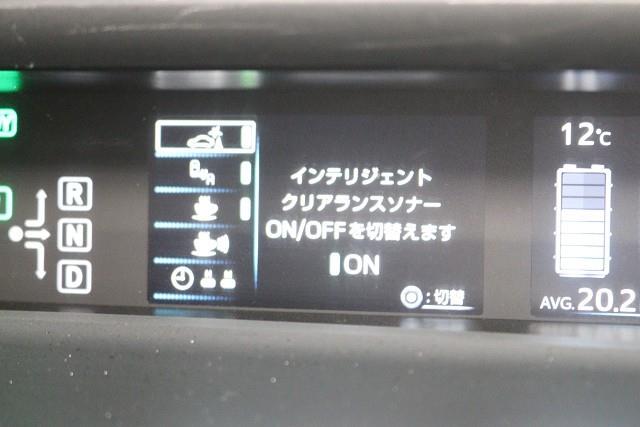 R
N
D
インテリジェント
クリアランスソナー
ON/OFFを切替えます
ON
:切替
12℃
AVG.20.2